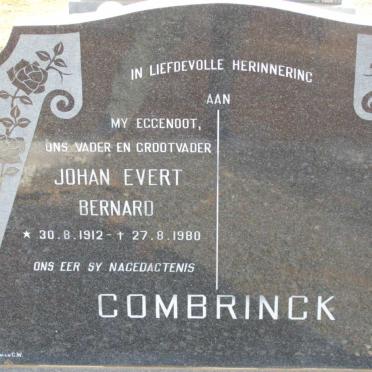 IN LIEFDEVOLLE HERINNERING
AAN
MY EGGENOOT,
ONS VADER EN GROOTVADER
JOHAN EVERT
BERNARD
★ 30.8.1912 - † 27.8.1980
ONS EER SY NAGEDAGTENIS
COMBRINCK